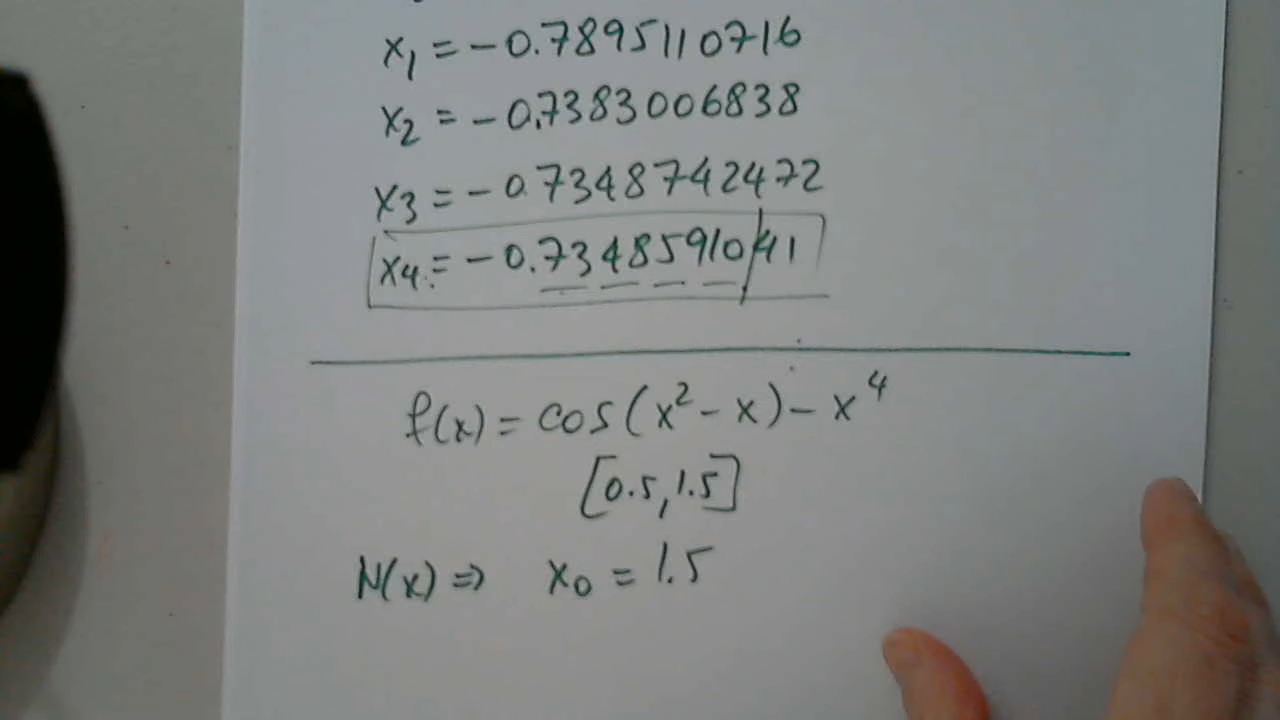 x₁ = -0.7895110716
x₂ = -0.7383006838
x₃ = -0.7348742472
x₄ = -0.7348591041
f(x) = cos(x² - x) - x⁴
[0.5, 1.5]
N(x) ⇒ x₀ = 1.5